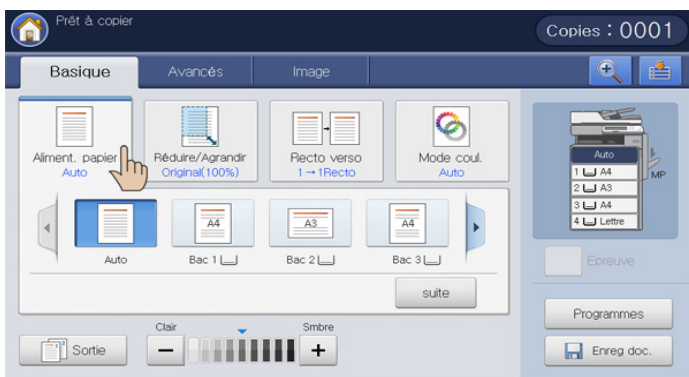 Prêt à copier
Copies : 0001
Basique
Avancés
Image
Aliment. papier
Auto
Réduire/Agrandir
Original(100%)
Recto verso
1→1Recto
Mode coul.
Auto
Auto
A4
Bac 1
A3
Bac 2
A4
Bac 3
suite
Auto
1 A4
2 A3
3 A4
4 Lettre
MP
Epreuve
Programmes
Enreg doc.
Sortie
Clair
Smbre